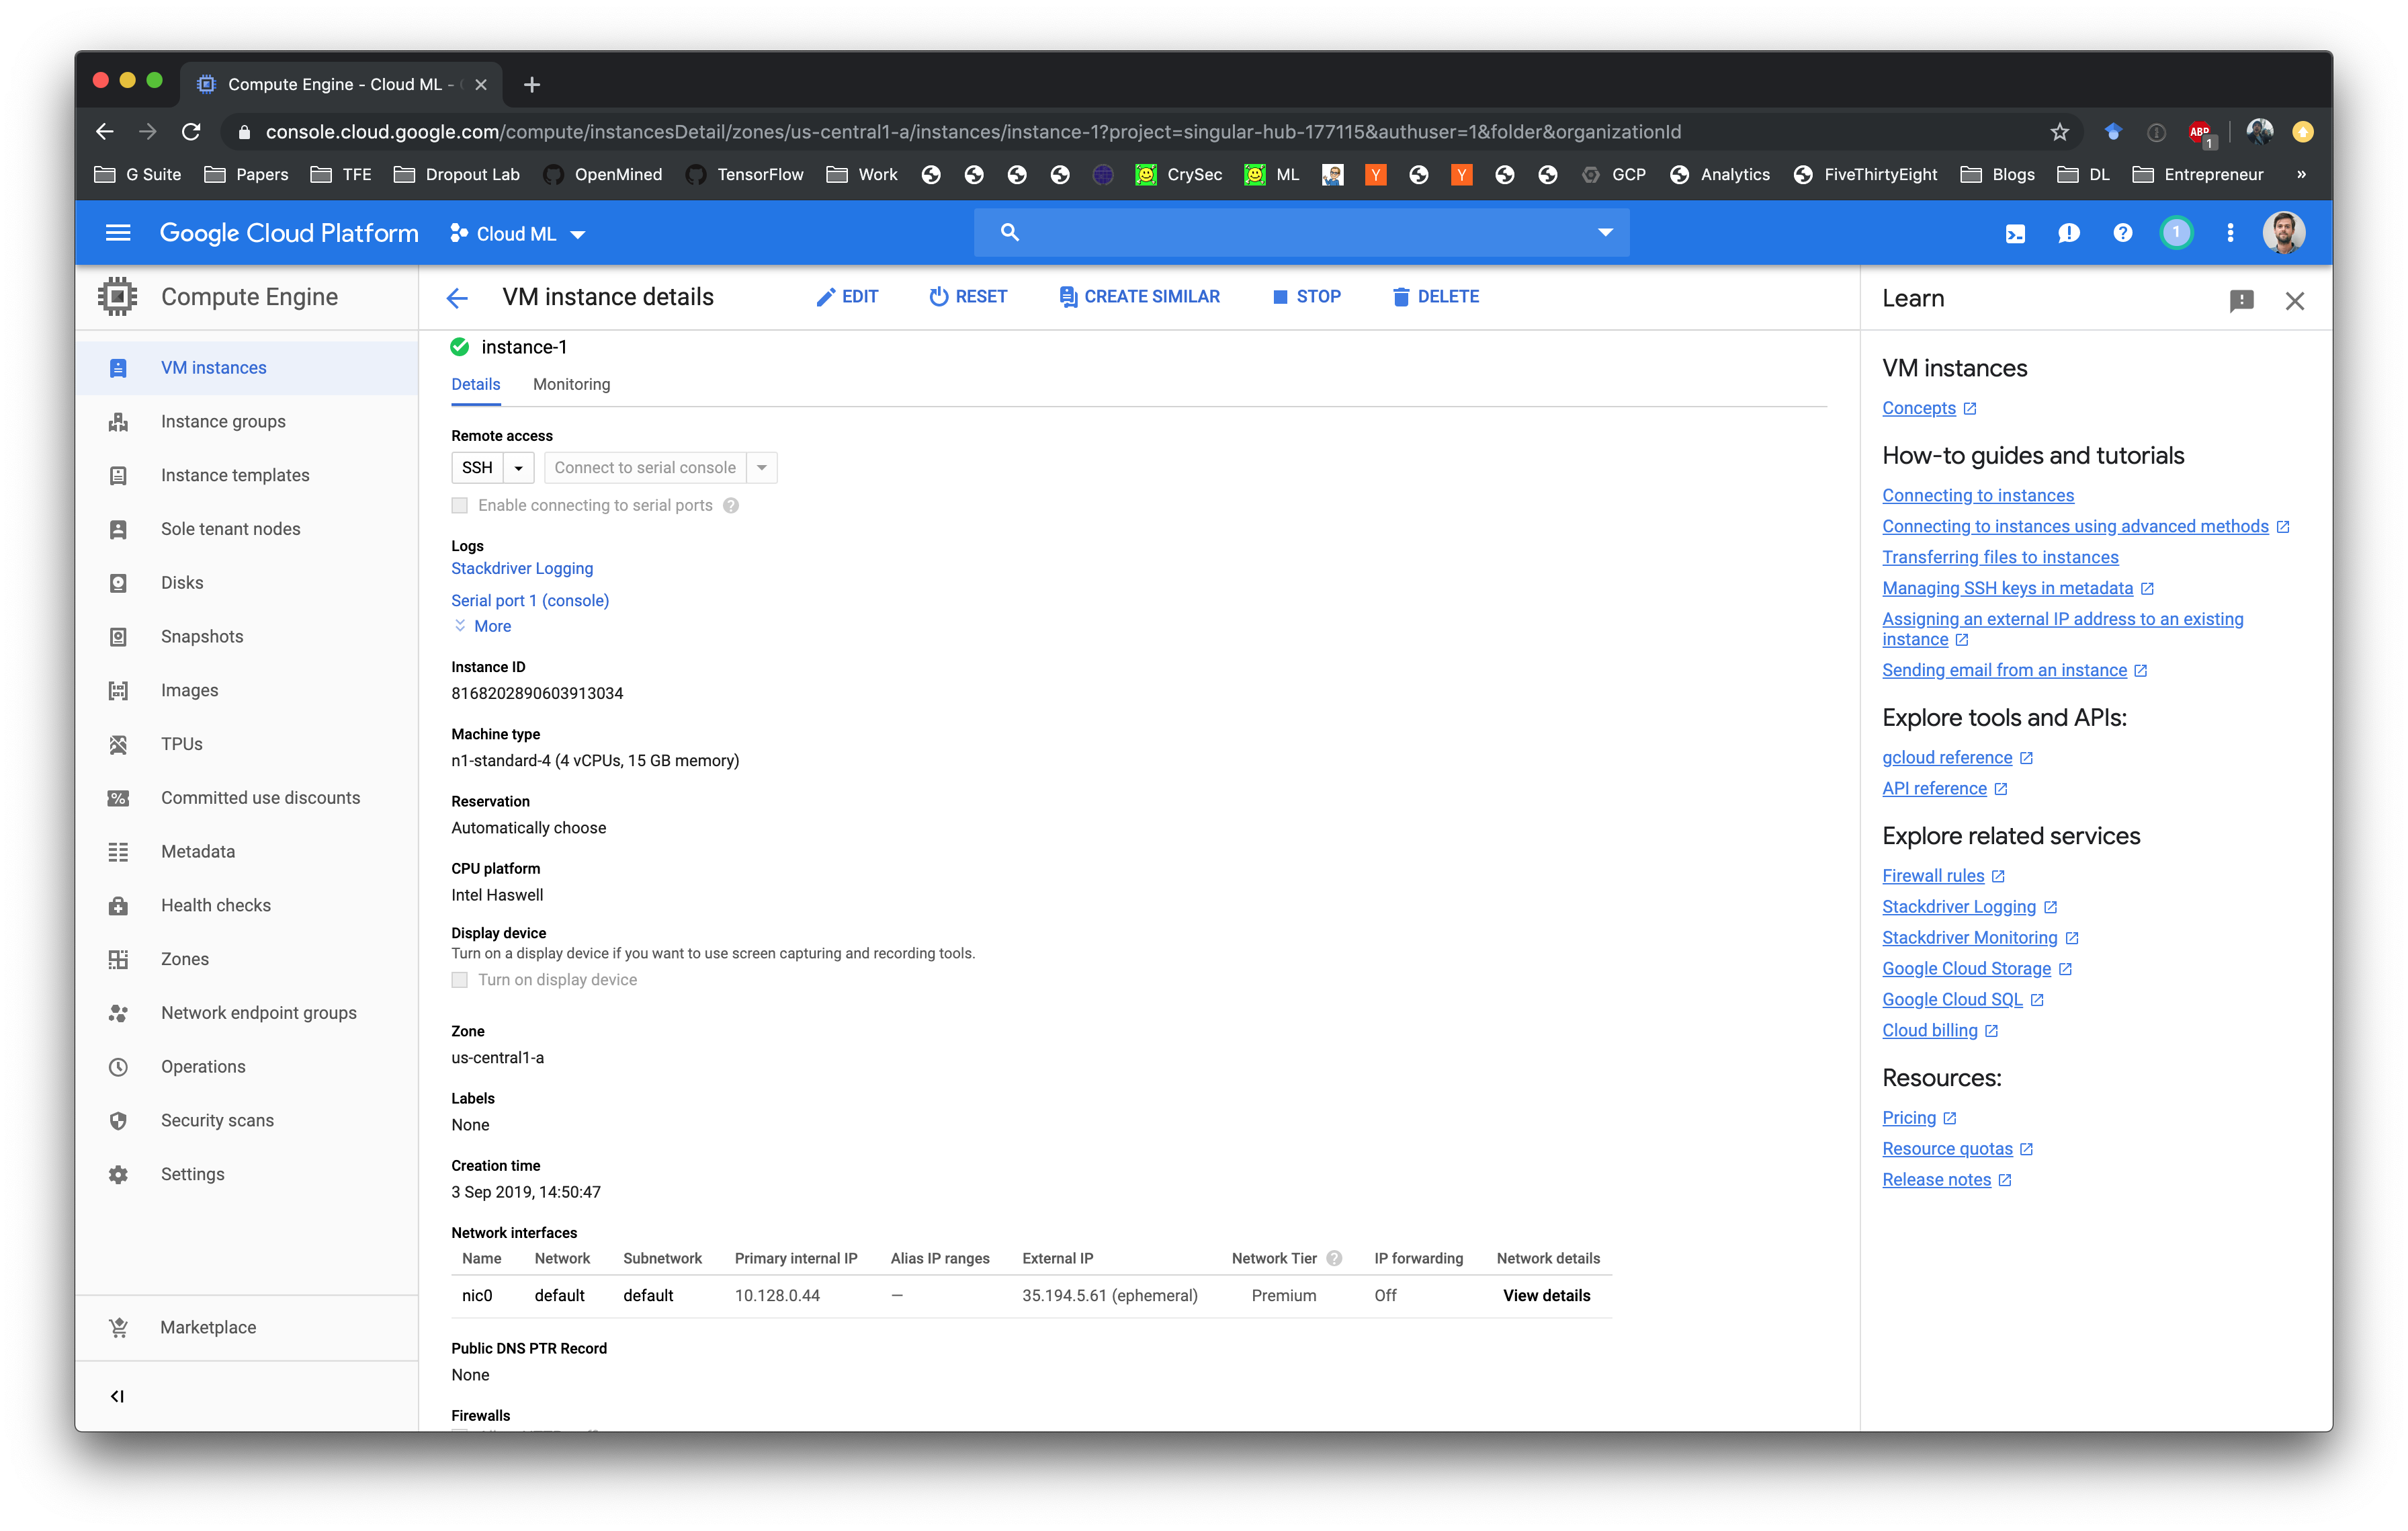 Compute Engine - Cloud ML -
console.cloud.google.com/compute/instancesDetail/zones/us-central1-a/instances/instance-1?project=singular-hub-177115&authuser=1&folder&organizationId
ABP
1
G Suite Papers TFE Dropout Lab OpenMined TensorFlow Work CrySec ML Y Y GCP Analytics FiveThirtyEight Blogs DL Entrepreneur »
Google Cloud Platform Cloud ML 1
Compute Engine
VM instances
Instance groups
Instance templates
Sole tenant nodes
Disks
Snapshots
Images
TPUs
Committed use discounts
Metadata
Health checks
Zones
Network endpoint groups
Operations
Security scans
Settings
Marketplace
VM instance details EDIT RESET CREATE SIMILAR STOP DELETE
instance-1
Details Monitoring
Remote access
SSH Connect to serial console
Enable connecting to serial ports
Logs
Stackdriver Logging
Serial port 1 (console)
More
Instance ID
8168202890603913034
Machine type
n1-standard-4 (4 vCPUs, 15 GB memory)
Reservation
Automatically choose
CPU platform
Intel Haswell
Display device
Turn on a display device if you want to use screen capturing and recording tools.
Turn on display device
Zone
us-central1-a
Labels
None
Creation time
3 Sep 2019, 14:50:47
Network interfaces
Name Network Subnetwork Primary internal IP Alias IP ranges External IP Network Tier IP forwarding Network details
nic0 default default 10.128.0.44 — 35.194.5.61 (ephemeral) Premium Off View details
Public DNS PTR Record
None
Firewalls
Learn
VM instances
Concepts
How-to guides and tutorials
Connecting to instances
Connecting to instances using advanced methods
Transferring files to instances
Managing SSH keys in metadata
Assigning an external IP address to an existing
instance
Sending email from an instance
Explore tools and APIs:
gcloud reference
API reference
Explore related services
Firewall rules
Stackdriver Logging
Stackdriver Monitoring
Google Cloud Storage
Google Cloud SQL
Cloud billing
Resources:
Pricing
Resource quotas
Release notes